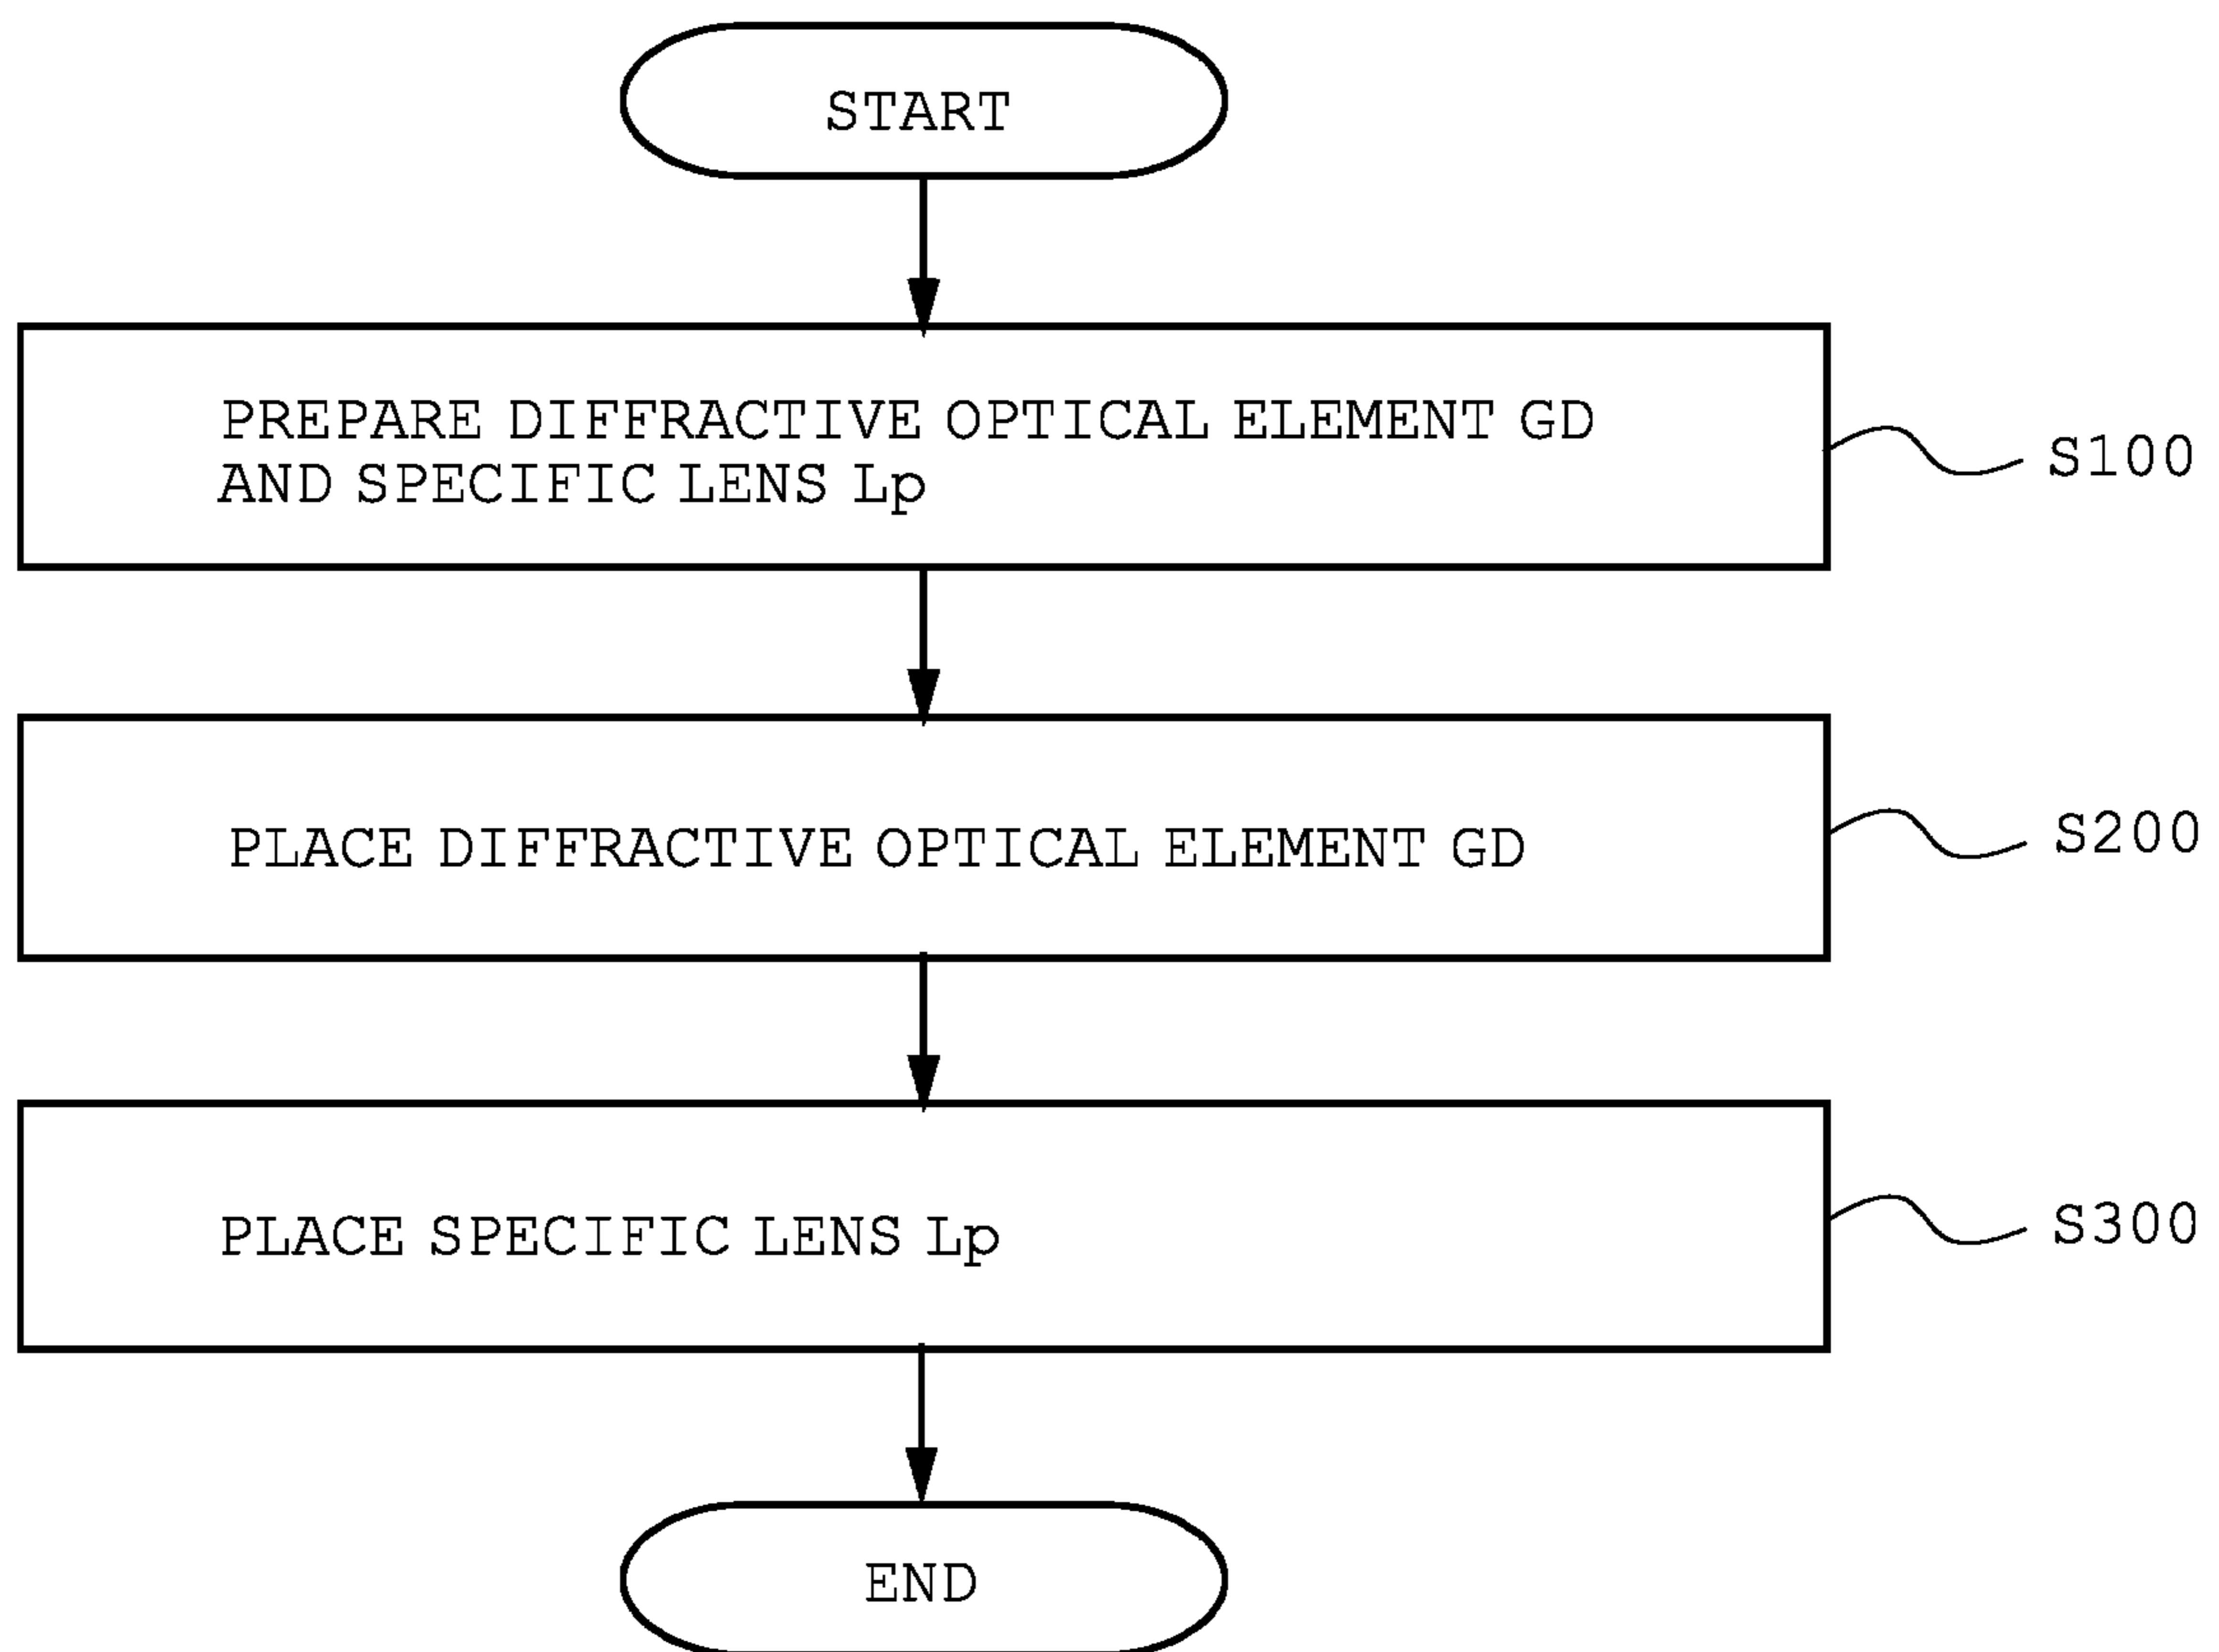 START
PREPARE DIFFRACTIVE OPTICAL ELEMENT GD
AND SPECIFIC LENS Lp
S100
PLACE DIFFRACTIVE OPTICAL ELEMENT GD
S200
PLACE SPECIFIC LENS Lp
S300
END